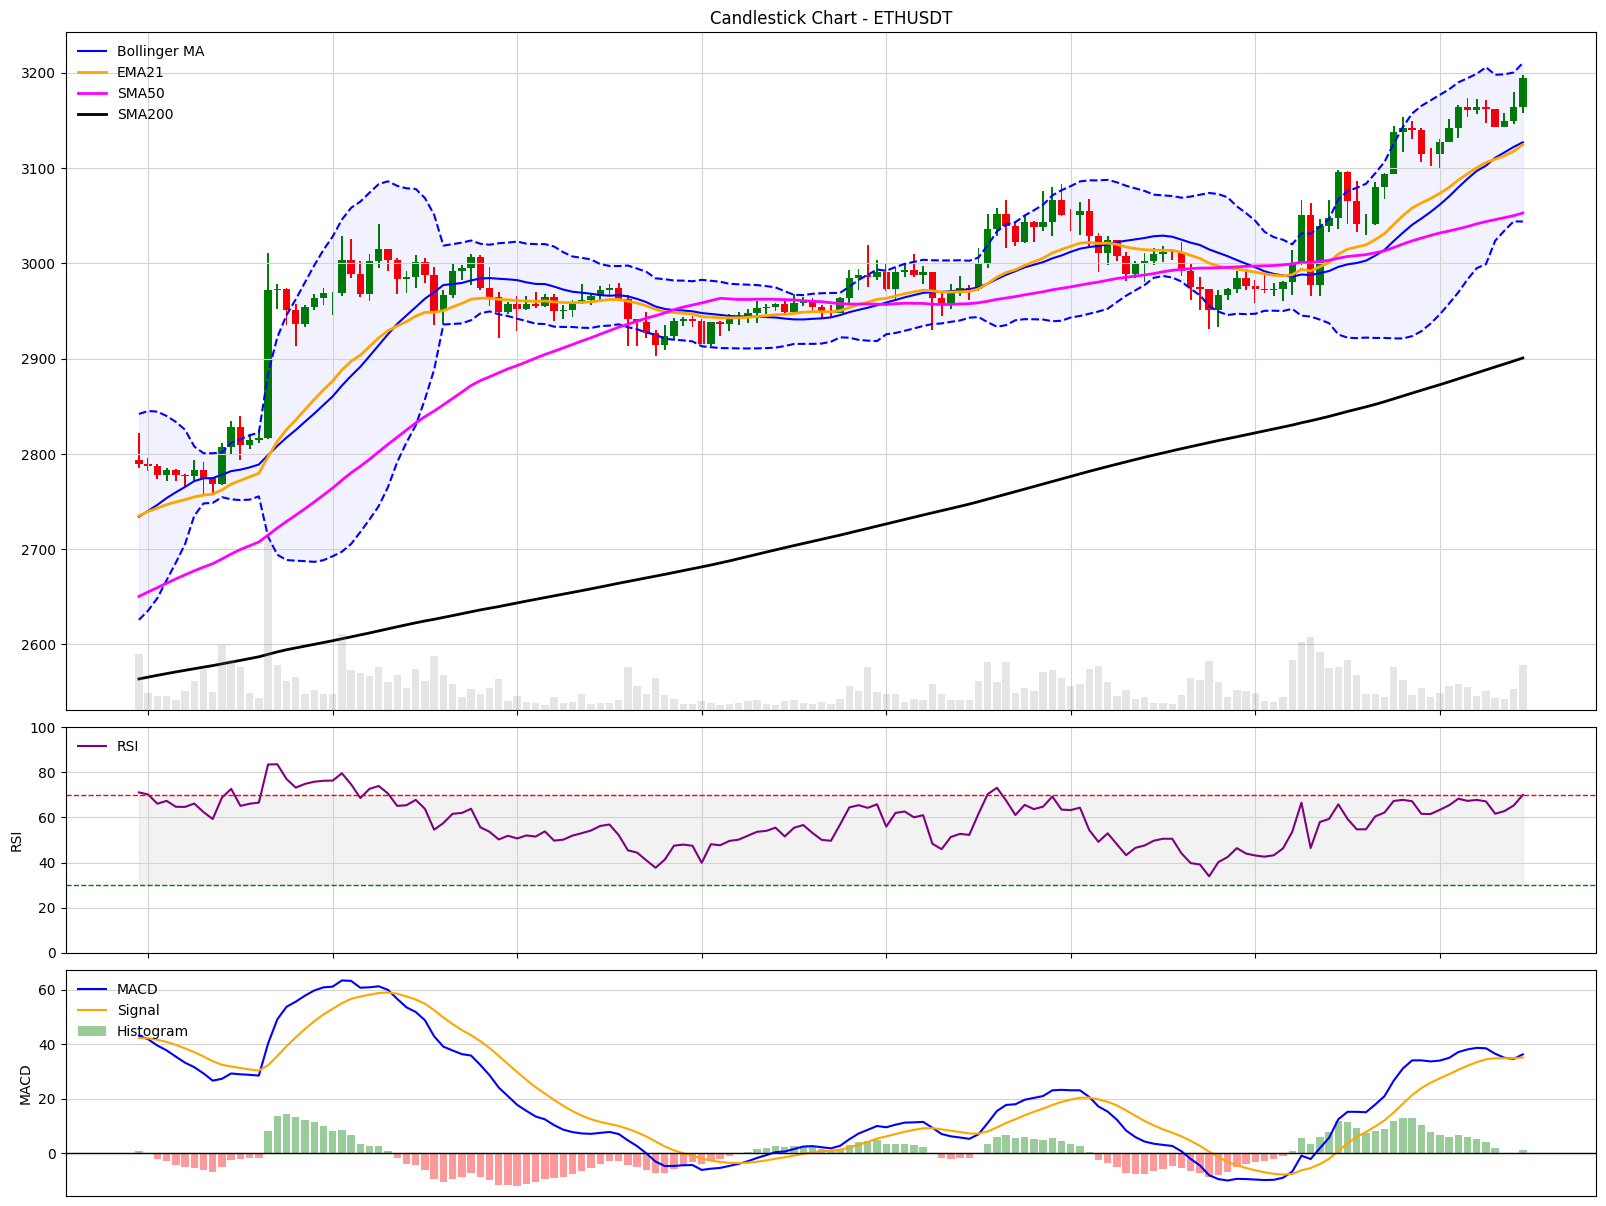 Candlestick Chart - ETHUSDT
Bollinger MA
EMA21
SMA50
SMA200
3200
3100
3000
2900
2800
2700
2600
RSI
100
80
60
40
20
0
RSI
MACD
Signal
Histogram
60
40
20
0
MACD